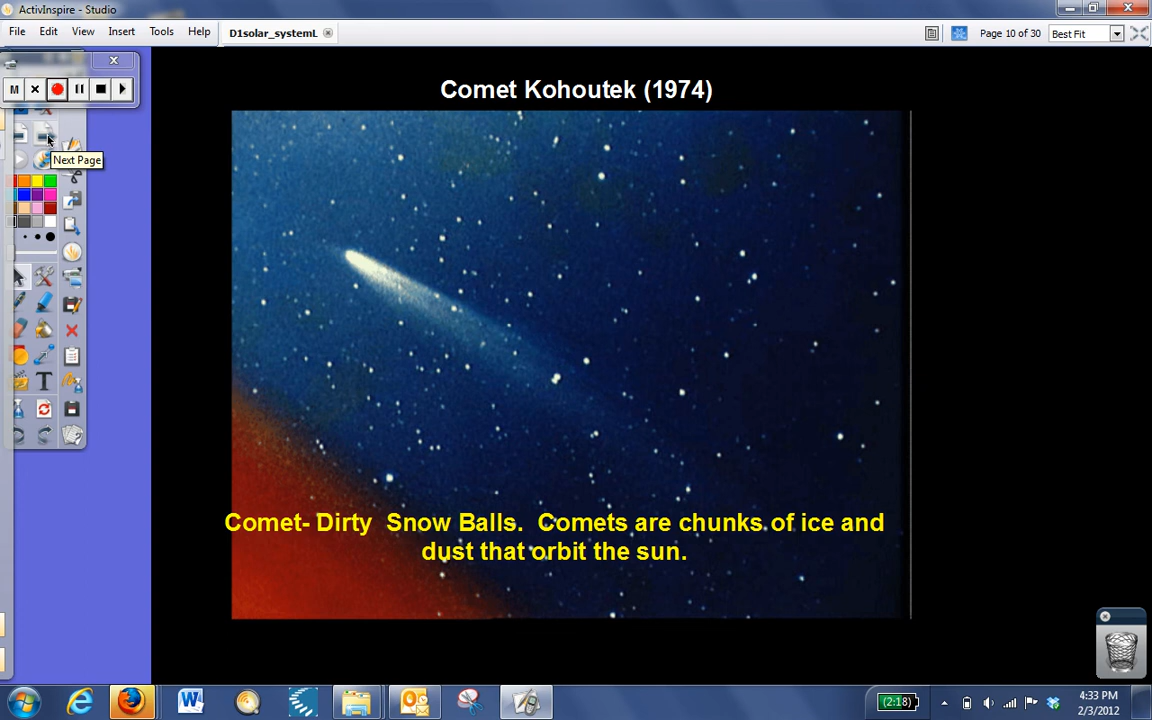 ActivInspire - Studio
File Edit View Insert Tools Help
D1solar_systemL
Page 10 of 30
Best Fit
M
Next Page
T
Comet Kohoutek (1974)
Comet- Dirty Snow Balls. Comets are chunks of ice and
dust that orbit the sun.
(2:18)
4:33 PM
2/3/2012